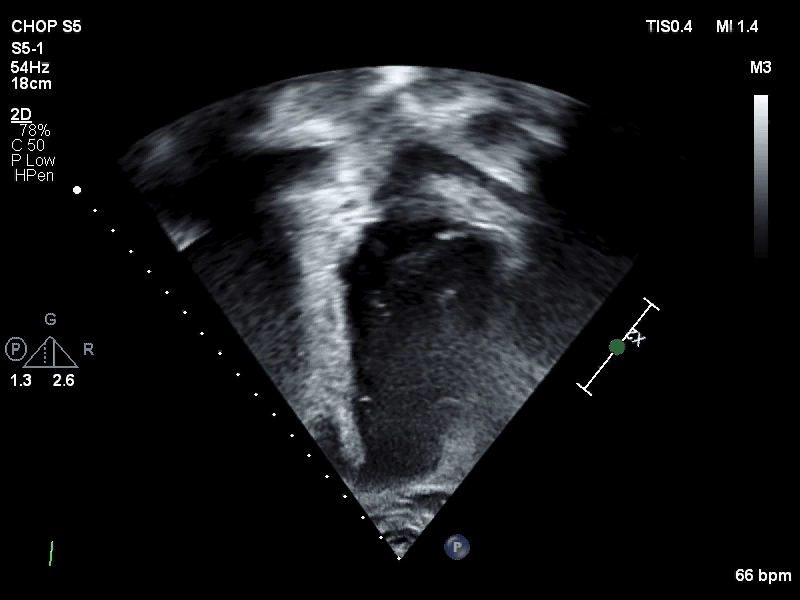 CHOP S5
S5-1
54Hz
18cm
2D
78%
C 50
P Low
HPen
TIS0.4 MI 1.4
M3
G
P R
1.3 2.6
P
66 bpm